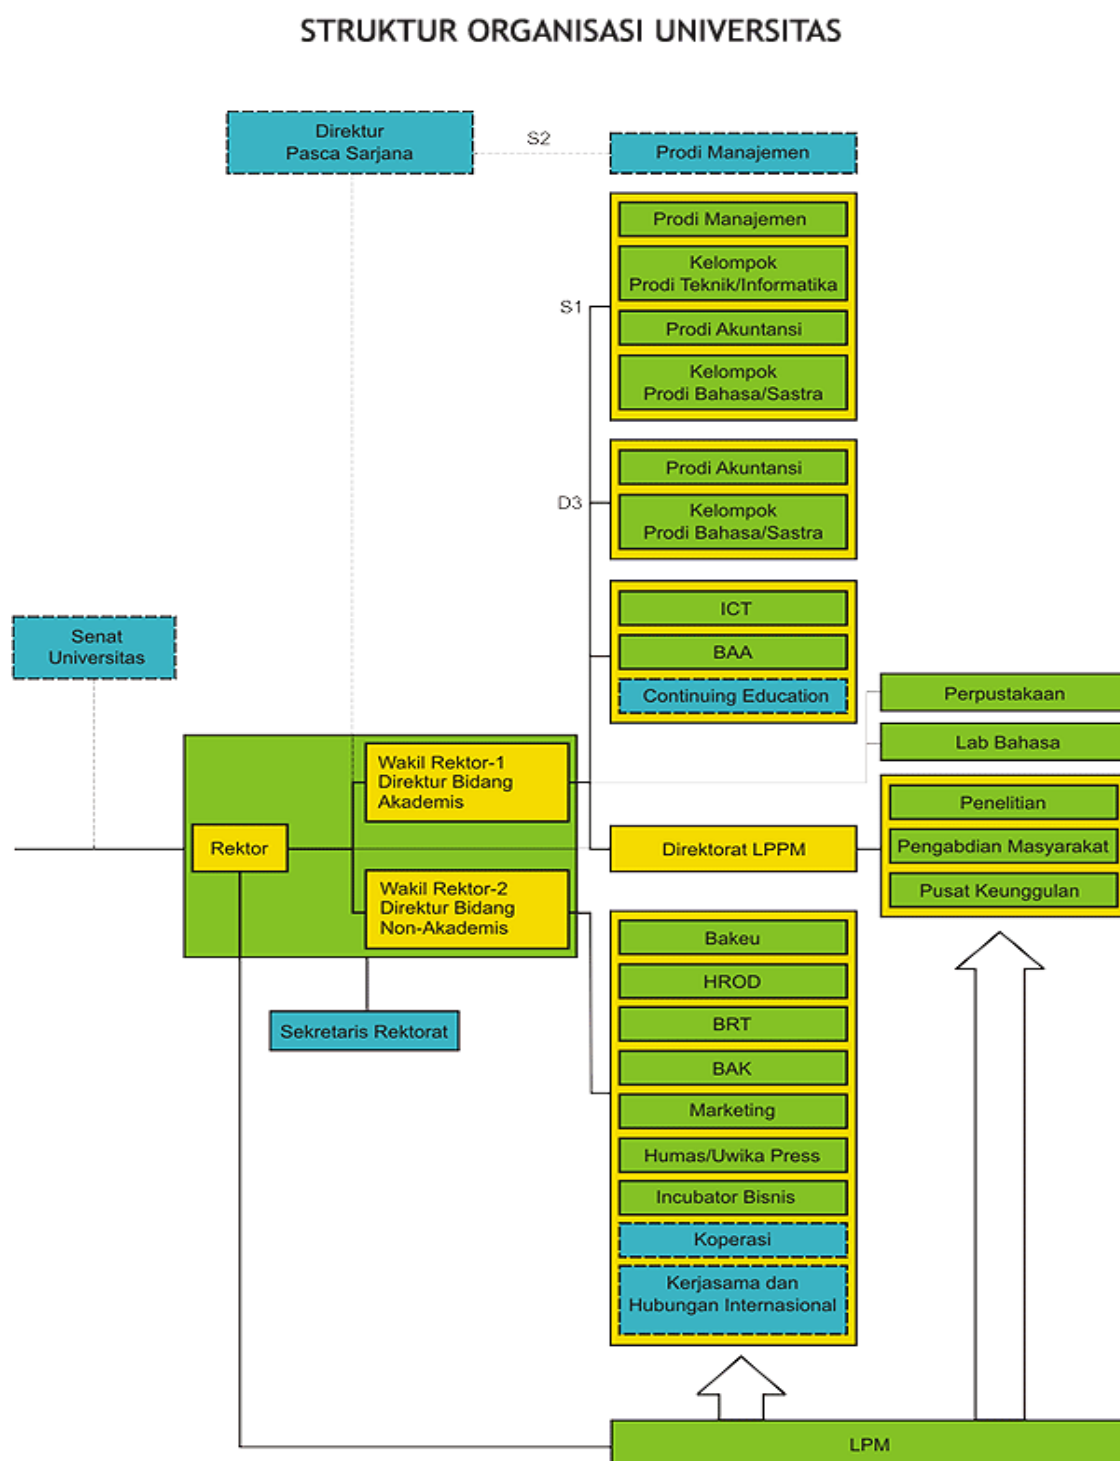 STRUKTUR ORGANISASI UNIVERSITAS
Direktur
Pasca Sarjana
S2
Prodi Manajemen
S1
Prodi Manajemen
Kelompok
Prodi Teknik/Informatika
Prodi Akuntansi
Kelompok
Prodi Bahasa/Sastra
D3
Prodi Akuntansi
Kelompok
Prodi Bahasa/Sastra
ICT
BAA
Continuing Education
Senat
Universitas
Perpustakaan
Lab Bahasa
Wakil Rektor-1
Direktur Bidang
Akademis
Rektor
Wakil Rektor-2
Direktur Bidang
Non-Akademis
Direktorat LPPM
Penelitian
Pengabdian Masyarakat
Pusat Keunggulan
Sekretaris Rektorat
Bakeu
HROD
BRT
BAK
Marketing
Humas/Uwika Press
Incubator Bisnis
Koperasi
Kerjasama dan
Hubungan Internasional
LPM